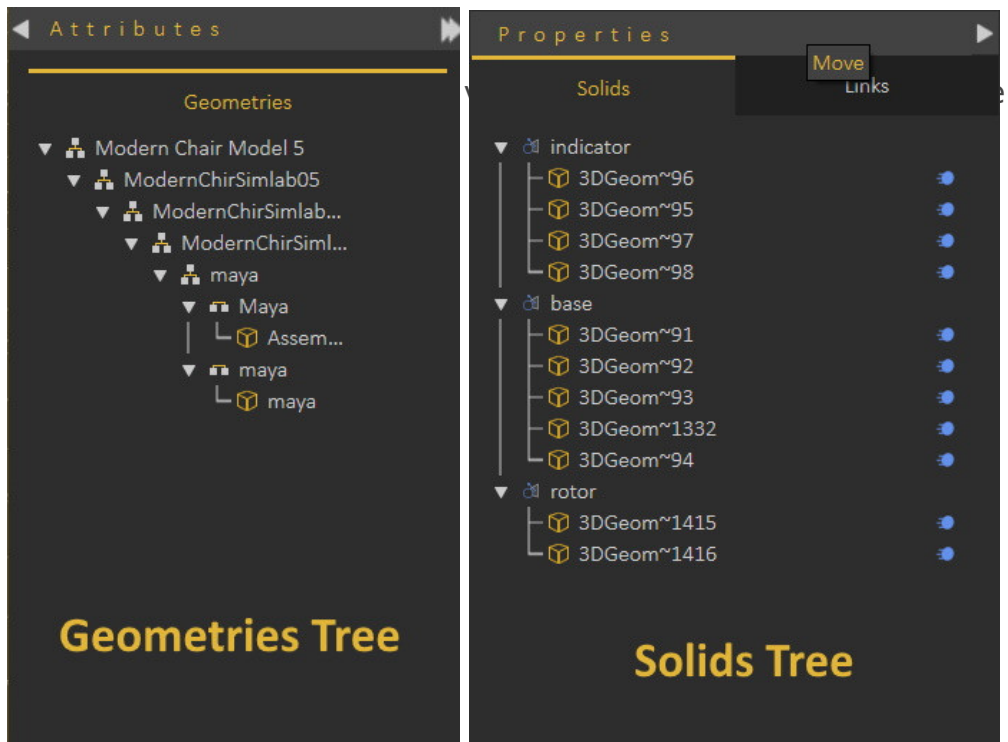 Attributes
Geometries
Modern Chair Model 5
ModernChirSimlab05
ModernChirSimlab...
ModernChirSiml...
maya
Maya
Assem...
maya
maya
Geometries Tree
Properties
Move
Solids
Links
indicator
3DGeom~96
3DGeom~95
3DGeom~97
3DGeom~98
base
3DGeom~91
3DGeom~92
3DGeom~93
3DGeom~1332
3DGeom~94
rotor
3DGeom~1415
3DGeom~1416
Solids Tree